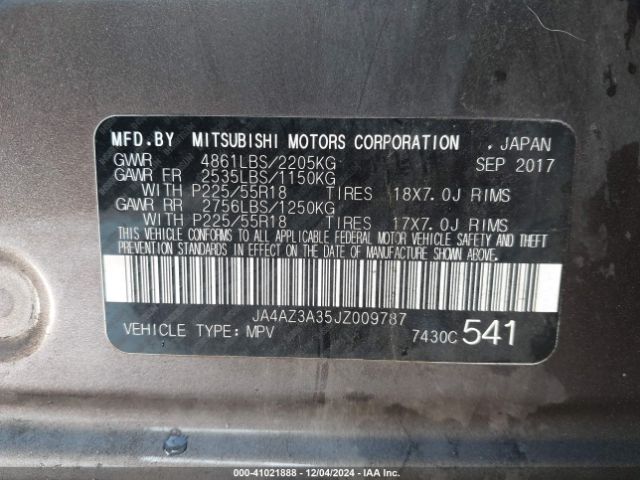 MFD.BY MITSUBISHI MOTORS CORPORATION , JAPAN
GVWR 4861LBS/2205KG SEP 2017
GAWR FR 2535LBS/1150KG
WITH P225/55R18 TIRES 18X7.0J RIMS
GAWR RR 2756LBS/1250KG
WITH P225/55R18 TIRES 17X7.0J RIMS
THIS VEHICLE CONFORMS TO ALL APPLICABLE FEDERAL MOTOR VEHICLE SAFETY AND THEFT
PREVENTION STANDARDS IN EFFECT ON THE DATE OF MANUFACTURE SHOWN ABOVE.
JA4AZ3A35JZ009787
VEHICLE TYPE: MPV 7430C 541
000-41021888 - 12/04/2024 - IAA Inc.